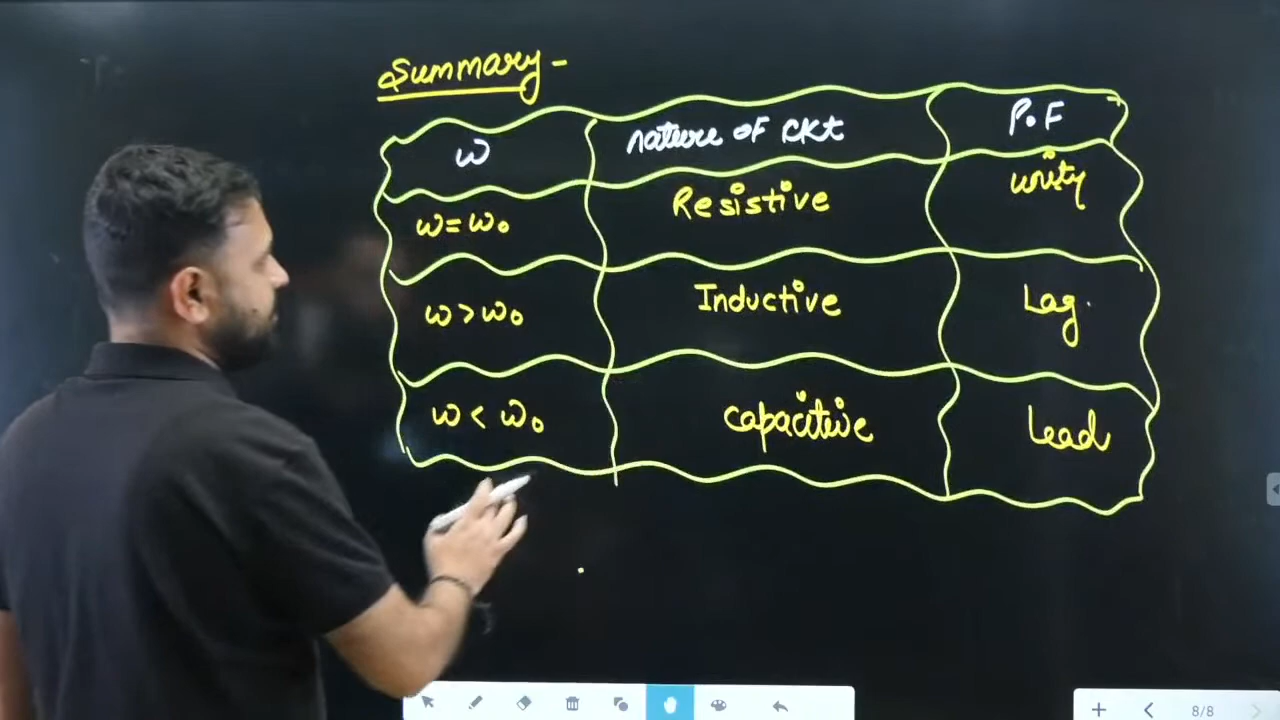 Summary-
ω nature of ckt P.F
ω=ω₀ Resistive unity
ω>ω₀ Inductive Lag.
ω<ω₀ capacitive Lead
8/8